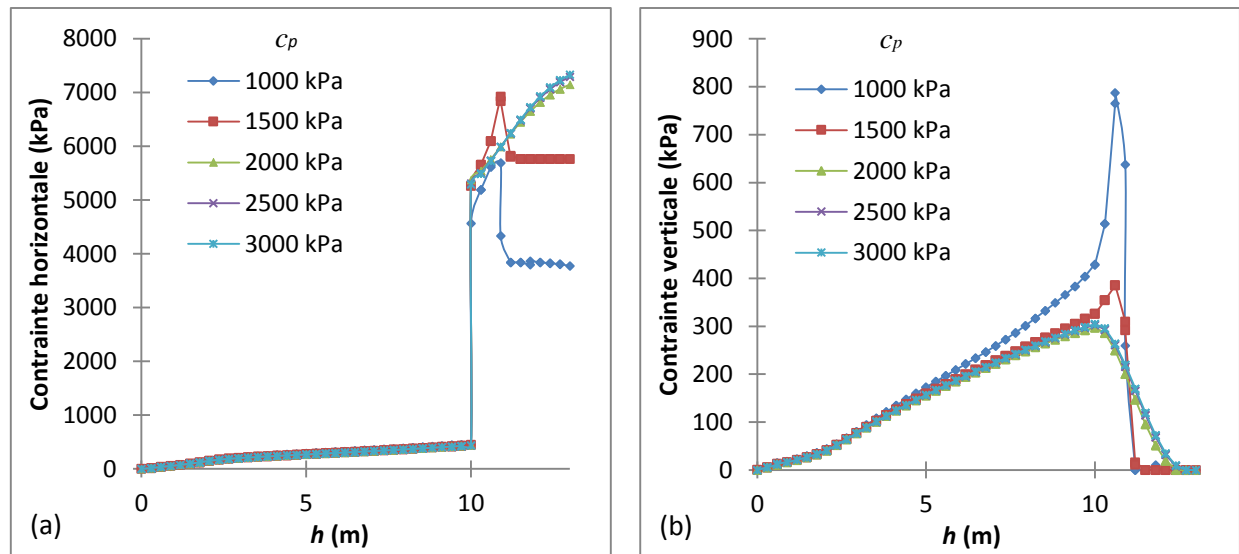 8000
7000
6000
5000
4000
3000
2000
1000
0
Contrainte horizontale (kPa)
cp
1000 kPa
1500 kPa
2000 kPa
2500 kPa
3000 kPa
0
5
10
h (m)
(a)
900
800
700
600
500
400
300
200
100
0
Contrainte verticale (kPa)
cp
1000 kPa
1500 kPa
2000 kPa
2500 kPa
3000 kPa
0
5
10
h (m)
(b)